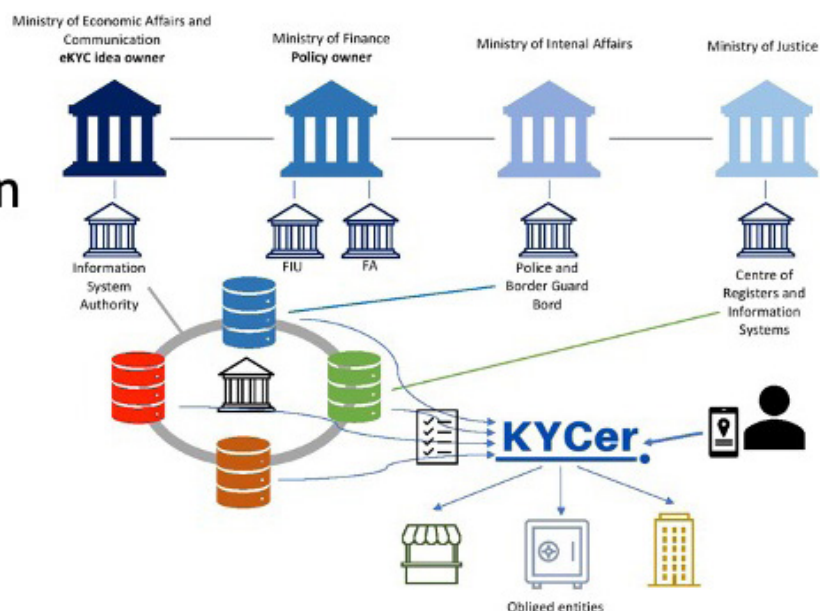 Ministry of Economic Affairs and
Communication
eKYC idea owner
Ministry of Finance
Policy owner
Ministry of Intenal Affairs
Ministry of Justice
n
Information
System
Authority
FIU
FA
Police and
Border Guard
Bord
Centre of
Registers and
Information
Systems
KYCer.
Obliged entities